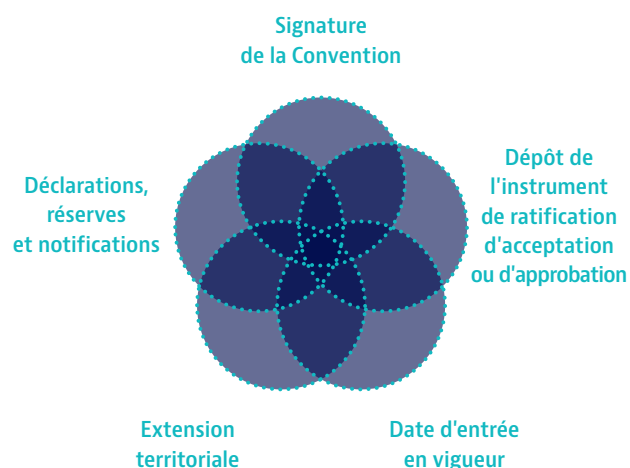 Signature
de la Convention
Dépôt de
l'instrument
de ratification
d'acceptation
ou d'approbation
Déclarations,
réserves
et notifications
Extension
territoriale
Date d'entrée
en vigueur